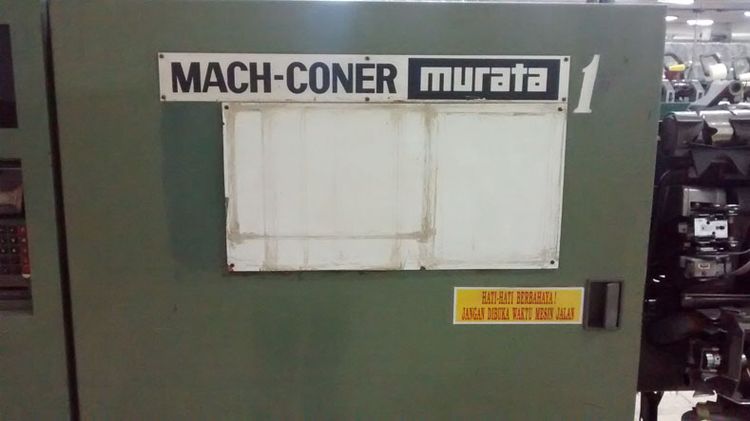 MACH-CONER murata 1
HATI-HATI BERBAHAYA!
JANGAN DIBUKA WAKTU MESIN JALAN